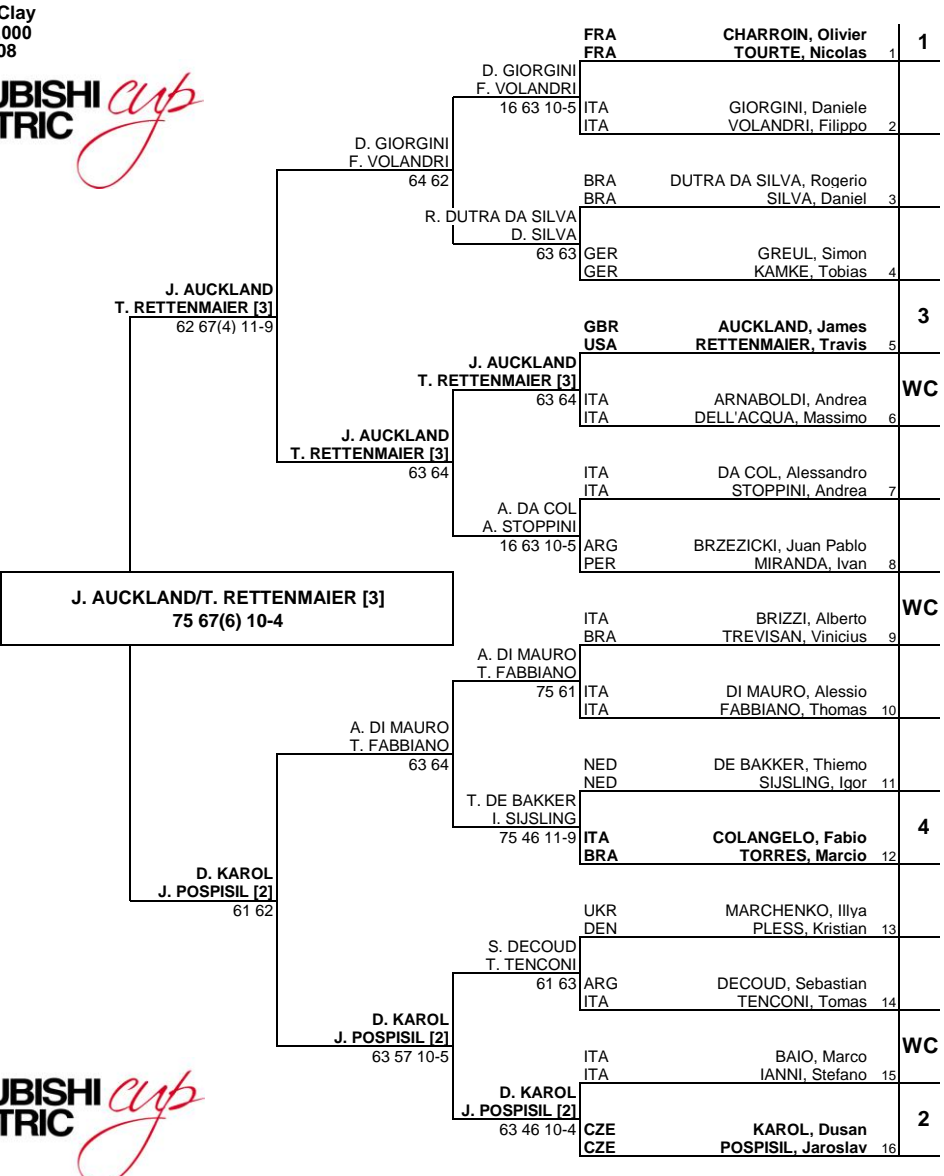 Clay
000
08
UBISHI cup
TRIC
FRA CHARROIN, Olivier
FRA TOURTE, Nicolas 1
1
D. GIORGINI
F. VOLANDRI
16 63 10-5
ITA GIORGINI, Daniele
ITA VOLANDRI, Filippo 2
D. GIORGINI
F. VOLANDRI
64 62
BRA DUTRA DA SILVA, Rogerio
BRA SILVA, Daniel 3
R. DUTRA DA SILVA
D. SILVA
63 63
GER GREUL, Simon
GER KAMKE, Tobias 4
J. AUCKLAND
T. RETTENMAIER [3]
62 67(4) 11-9
GBR AUCKLAND, James
USA RETTENMAIER, Travis 5
3
J. AUCKLAND
T. RETTENMAIER [3]
63 64
WC
ITA ARNABOLDI, Andrea
ITA DELL'ACQUA, Massimo 6
J. AUCKLAND
T. RETTENMAIER [3]
63 64
ITA DA COL, Alessandro
ITA STOPPINI, Andrea 7
A. DA COL
A. STOPPINI
16 63 10-5
ARG BRZEZICKI, Juan Pablo
PER MIRANDA, Ivan 8
J. AUCKLAND/T. RETTENMAIER [3]
75 67(6) 10-4
WC
ITA BRIZZI, Alberto
BRA TREVISAN, Vinicius 9
A. DI MAURO
T. FABBIANO
75 61
ITA DI MAURO, Alessio
ITA FABBIANO, Thomas 10
A. DI MAURO
T. FABBIANO
63 64
NED DE BAKKER, Thiemo
NED SIJSLING, Igor 11
T. DE BAKKER
I. SIJSLING
75 46 11-9
4
ITA COLANGELO, Fabio
BRA TORRES, Marcio 12
D. KAROL
J. POSPISIL [2]
61 62
UKR MARCHENKO, Illya
DEN PLESS, Kristian 13
S. DECOUD
T. TENCONI
61 63
ARG DECOUD, Sebastian
ITA TENCONI, Tomas 14
D. KAROL
J. POSPISIL [2]
63 57 10-5
WC
ITA BAIO, Marco
ITA IANNI, Stefano 15
D. KAROL
J. POSPISIL [2]
63 46 10-4
2
CZE KAROL, Dusan
CZE POSPISIL, Jaroslav 16
UBISHI cup
TRIC